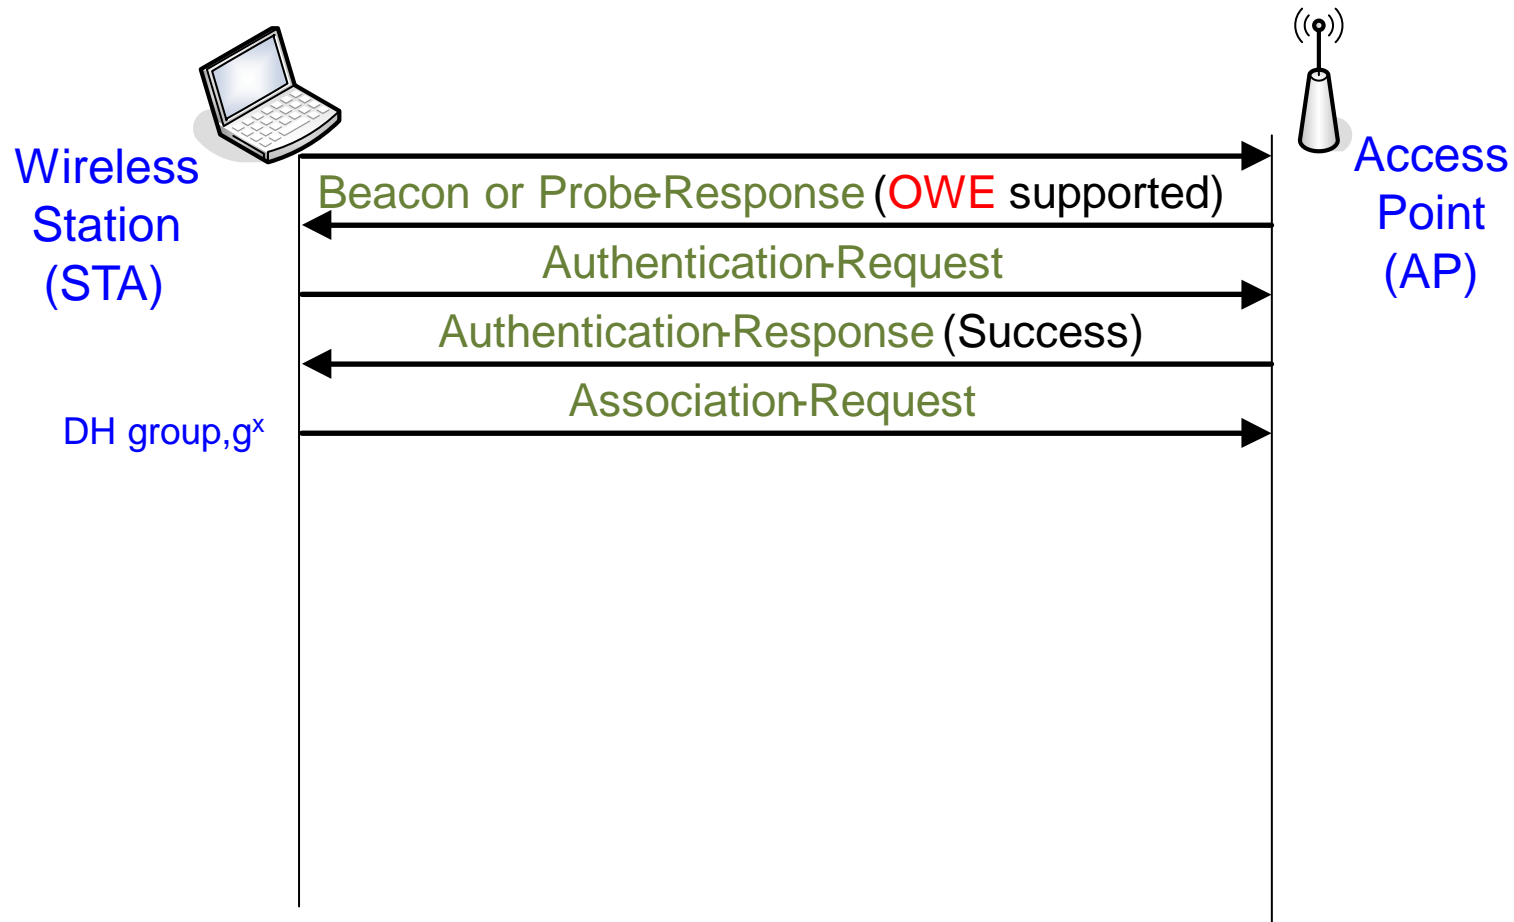 Wireless
Station
(STA)
Access
Point
(AP)
Beacon or Probe-Response (OWE supported)
Authentication-Request
Authentication-Response (Success)
Association-Request
DH group,gˣ